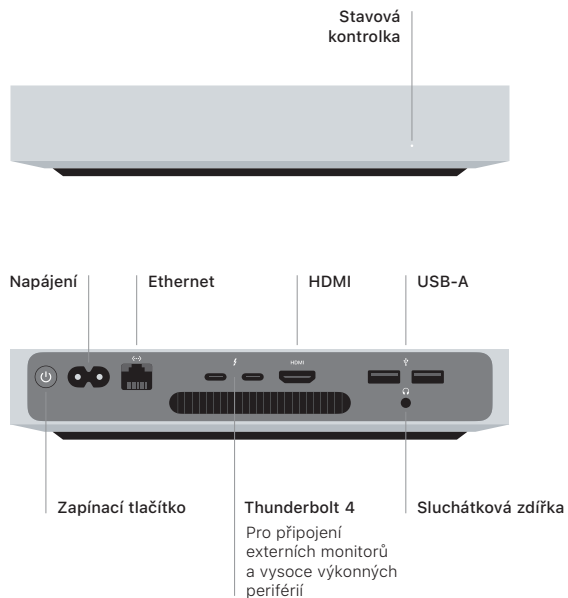 Stavová
kontrolka
Napájení
Ethernet
HDMI
USB-A
HDMI
Zapínací tlačítko
Thunderbolt 4
Pro připojení
externích monitorů
a vysoce výkonných
periférií
Sluchátková zdířka